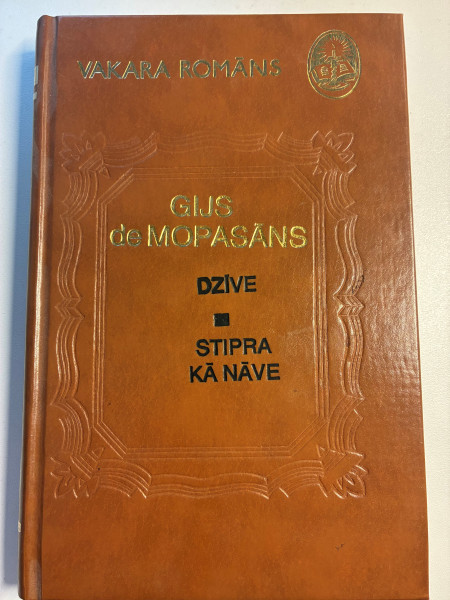 VAKARA ROMĀNS
GIJS
de MOPASĀNS
DZĪVE
STIPRA
KĀ NĀVE